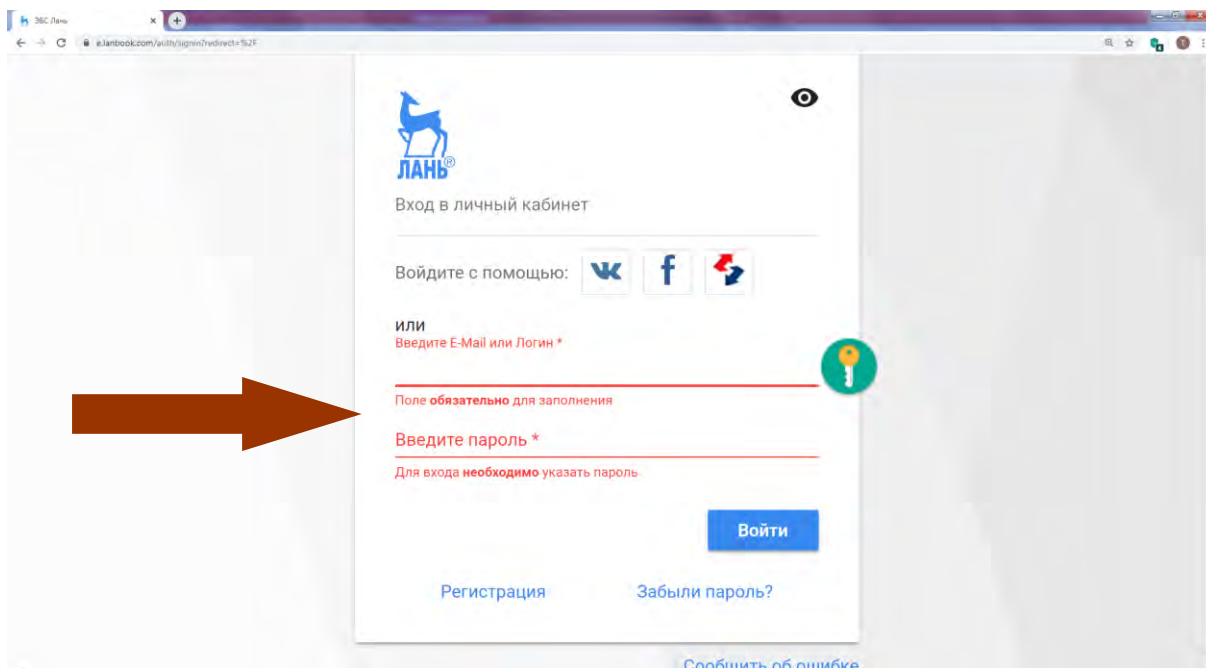 ЭБС Лань
e.lanbook.com/auth/signin?redirect=%2F
ЛАНЬ®
Вход в личный кабинет
Войдите с помощью:
или
Введите E-Mail или Логин *
Поле обязательно для заполнения
Введите пароль *
Для входа необходимо указать пароль
Войти
Регистрация
Забыли пароль?
Сообщить об ошибке